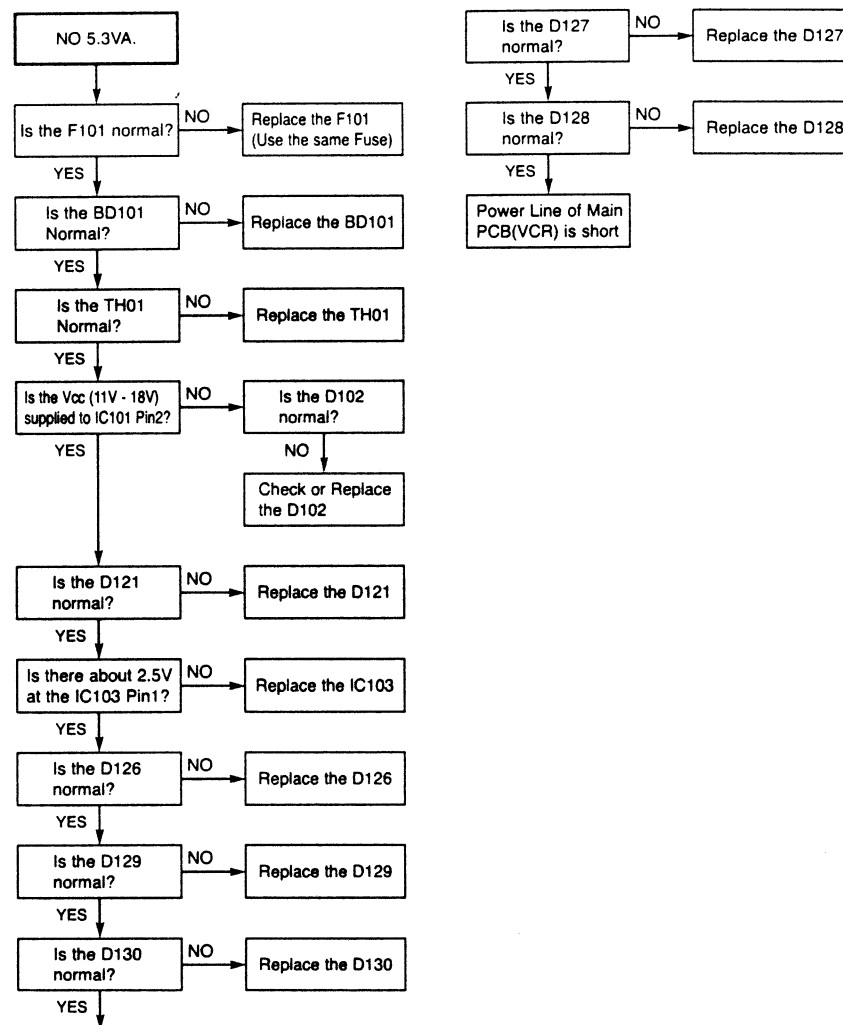 NO 5.3VA.
Is the F101 normal?
NO
Replace the F101
(Use the same Fuse)
YES
Is the BD101
Normal?
NO
Replace the BD101
YES
Is the TH01
Normal?
NO
Replace the TH01
YES
Is the Vcc (11V - 18V)
supplied to IC101 Pin2?
NO
Is the D102
normal?
YES
NO
Check or Replace
the D102
Is the D121
normal?
NO
Replace the D121
YES
Is there about 2.5V
at the IC103 Pin1?
NO
Replace the IC103
YES
Is the D126
normal?
NO
Replace the D126
YES
Is the D129
normal?
NO
Replace the D129
YES
Is the D130
normal?
NO
Replace the D130
YES
Is the D127
normal?
NO
Replace the D127
YES
Is the D128
normal?
NO
Replace the D128
YES
Power Line of Main
PCB(VCR) is short